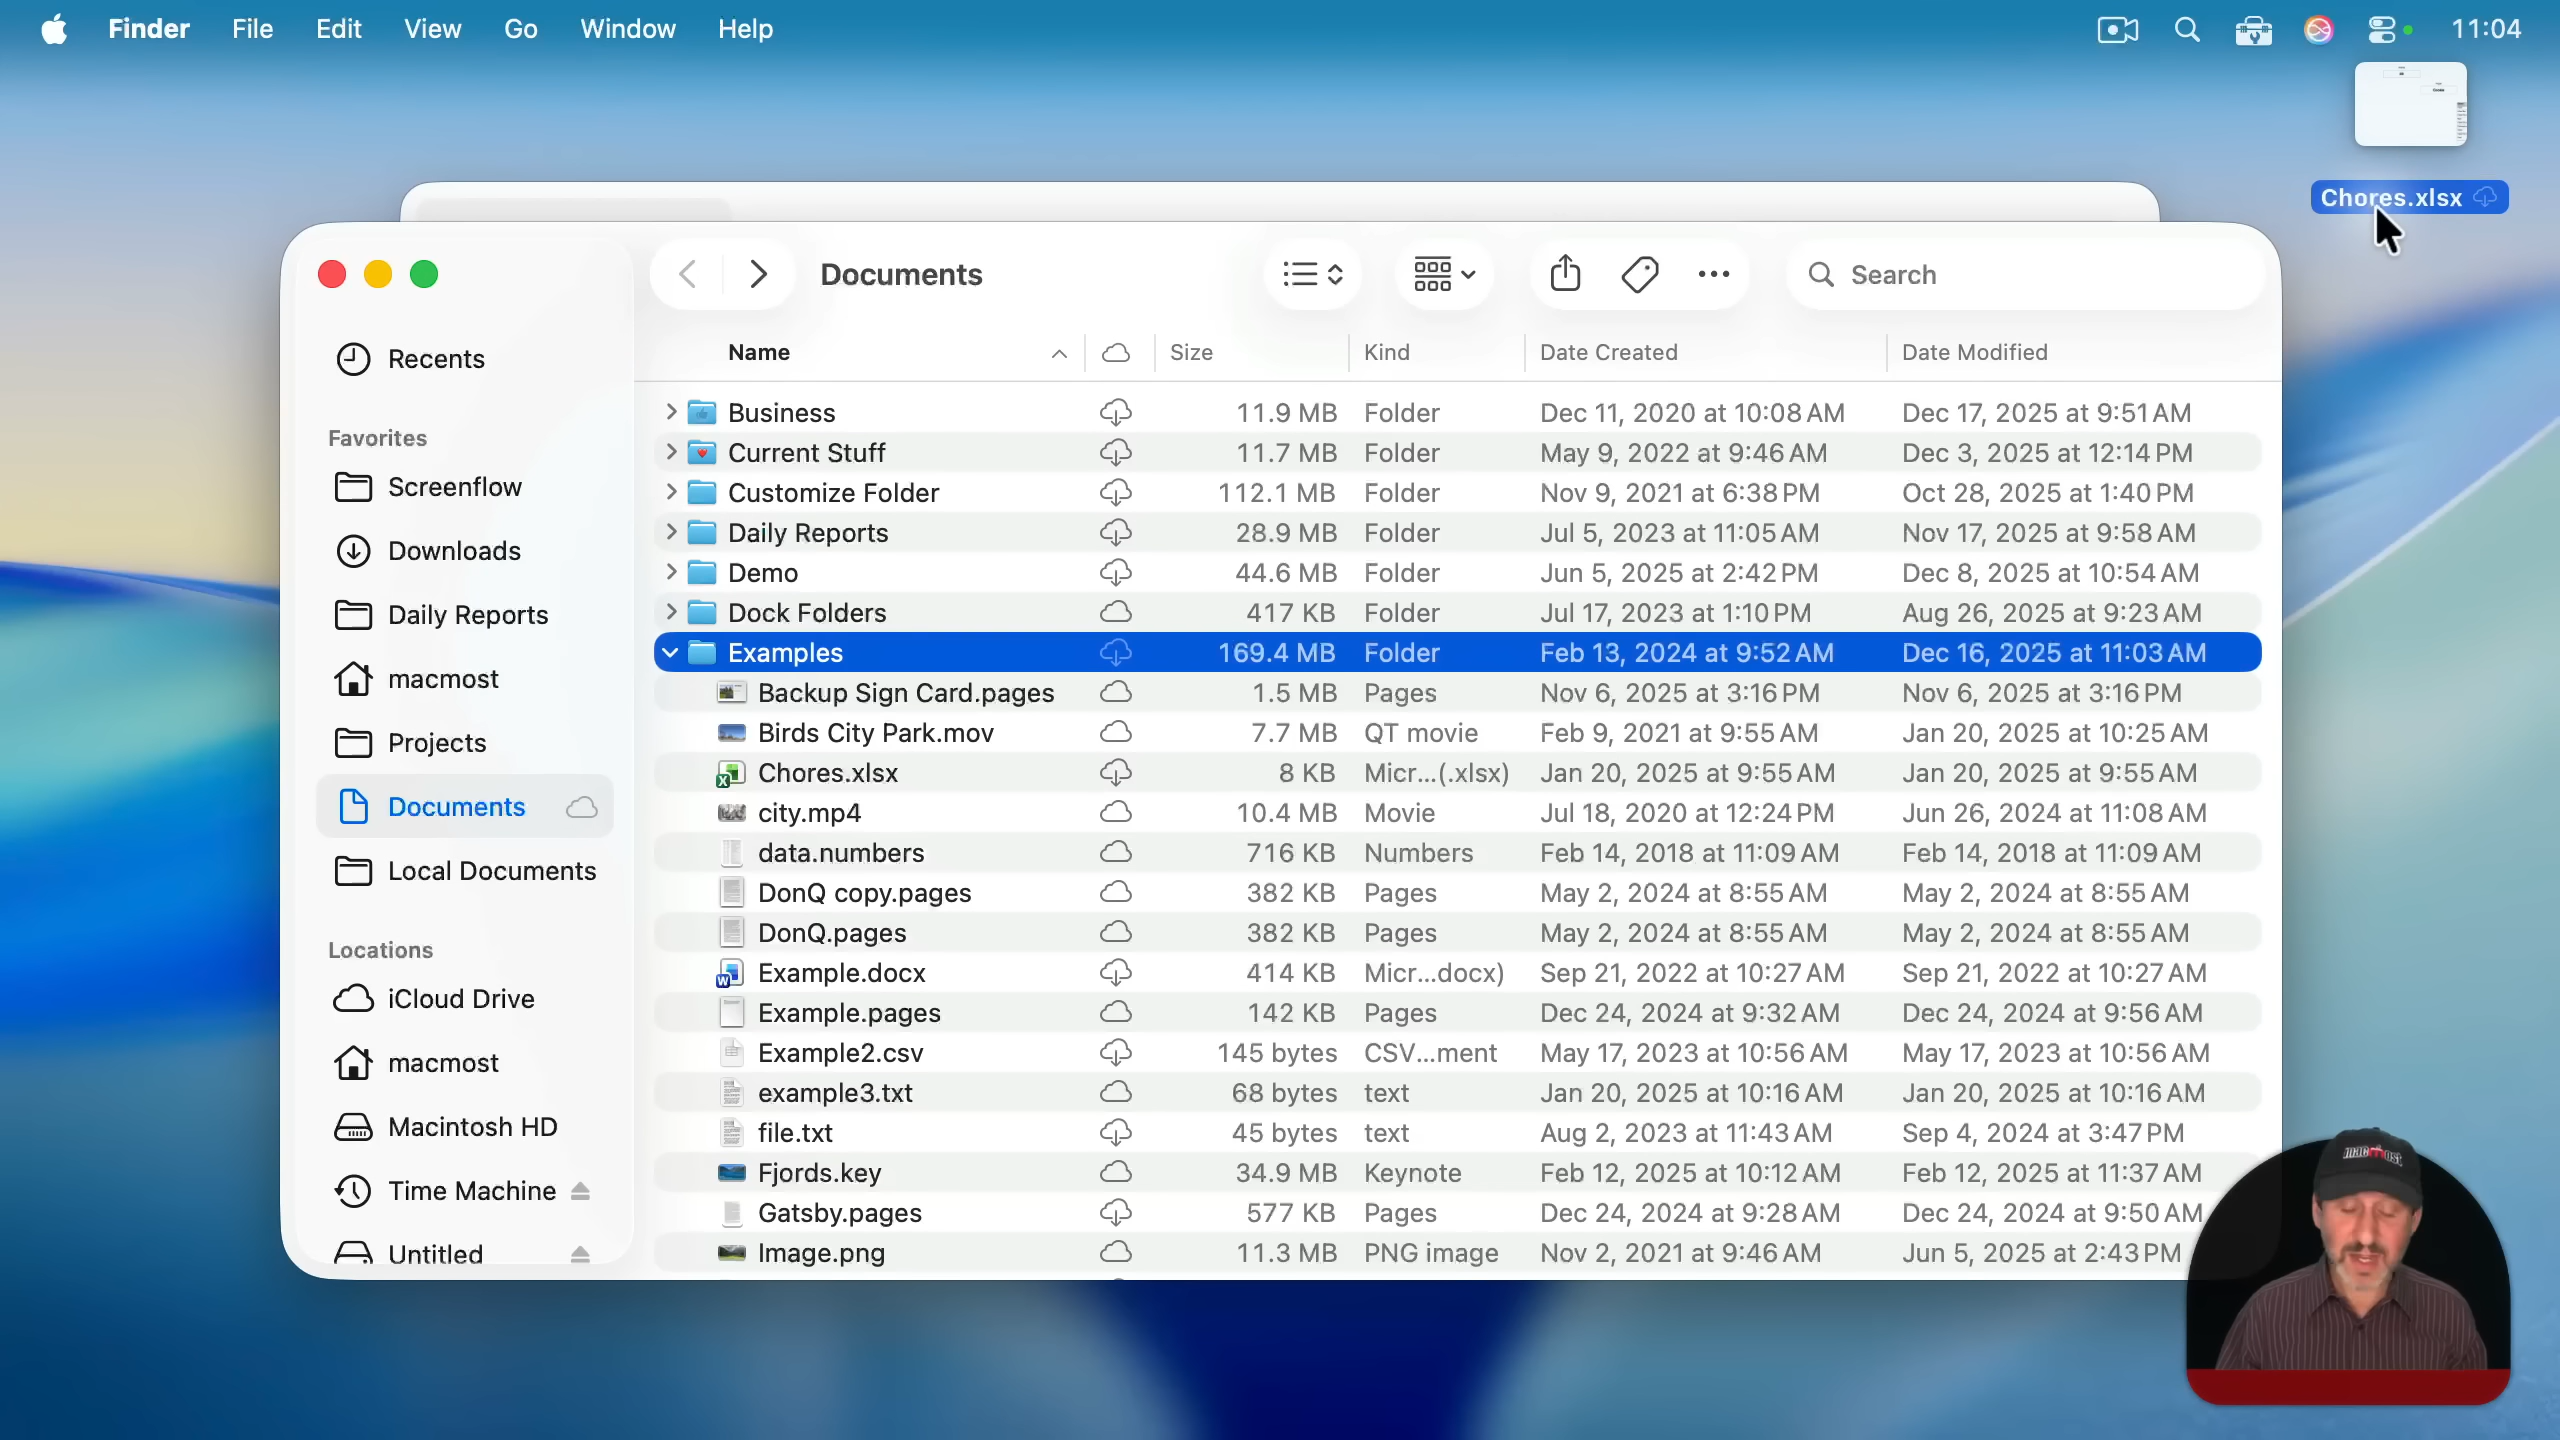 Finder File Edit View Go Window Help 11:04
Chores.xlsx
Documents Search
Recents
Favorites
Screenflow
Downloads
Daily Reports
macmost
Projects
Documents
Local Documents
Locations
iCloud Drive
macmost
Macintosh HD
Time Machine
Untitled
Name Size Kind Date Created Date Modified
Business 11.9 MB Folder Dec 11, 2020 at 10:08 AM Dec 17, 2025 at 9:51 AM
Current Stuff 11.7 MB Folder May 9, 2022 at 9:46 AM Dec 3, 2025 at 12:14 PM
Customize Folder 112.1 MB Folder Nov 9, 2021 at 6:38 PM Oct 28, 2025 at 1:40 PM
Daily Reports 28.9 MB Folder Jul 5, 2023 at 11:05 AM Nov 17, 2025 at 9:58 AM
Demo 44.6 MB Folder Jun 5, 2025 at 2:42 PM Dec 8, 2025 at 10:54 AM
Dock Folders 417 KB Folder Jul 17, 2023 at 1:10 PM Aug 26, 2025 at 9:23 AM
Examples 169.4 MB Folder Feb 13, 2024 at 9:52 AM Dec 16, 2025 at 11:03 AM
Backup Sign Card.pages 1.5 MB Pages Nov 6, 2025 at 3:16 PM Nov 6, 2025 at 3:16 PM
Birds City Park.mov 7.7 MB QT movie Feb 9, 2021 at 9:55 AM Jan 20, 2025 at 10:25 AM
Chores.xlsx 8 KB Micr...(.xlsx) Jan 20, 2025 at 9:55 AM Jan 20, 2025 at 9:55 AM
city.mp4 10.4 MB Movie Jul 18, 2020 at 12:24 PM Jun 26, 2024 at 11:08 AM
data.numbers 716 KB Numbers Feb 14, 2018 at 11:09 AM Feb 14, 2018 at 11:09 AM
DonQ copy.pages 382 KB Pages May 2, 2024 at 8:55 AM May 2, 2024 at 8:55 AM
DonQ.pages 382 KB Pages May 2, 2024 at 8:55 AM May 2, 2024 at 8:55 AM
Example.docx 414 KB Micr...docx) Sep 21, 2022 at 10:27 AM Sep 21, 2022 at 10:27 AM
Example.pages 142 KB Pages Dec 24, 2024 at 9:32 AM Dec 24, 2024 at 9:56 AM
Example2.csv 145 bytes CSV...ment May 17, 2023 at 10:56 AM May 17, 2023 at 10:56 AM
example3.txt 68 bytes text Jan 20, 2025 at 10:16 AM Jan 20, 2025 at 10:16 AM
file.txt 45 bytes text Aug 2, 2023 at 11:43 AM Sep 4, 2024 at 3:47 PM
Fjords.key 34.9 MB Keynote Feb 12, 2025 at 10:12 AM Feb 12, 2025 at 11:37 AM
Gatsby.pages 577 KB Pages Dec 24, 2024 at 9:28 AM Dec 24, 2024 at 9:50 AM
Image.png 11.3 MB PNG image Nov 2, 2021 at 9:46 AM Jun 5, 2025 at 2:43 PM
macmost